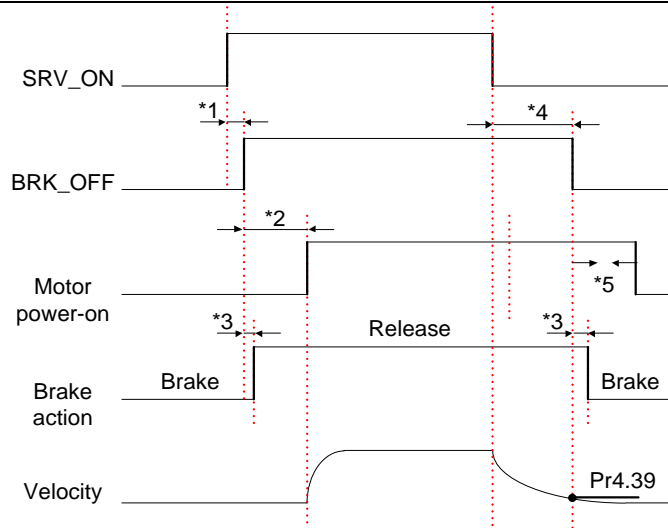 SRV_ON
*1
*4
BRK_OFF
*2
Motor
power-on
*5
*3
Release
*3
Brake
Brake
Brake
action
Velocity
Pr4.39